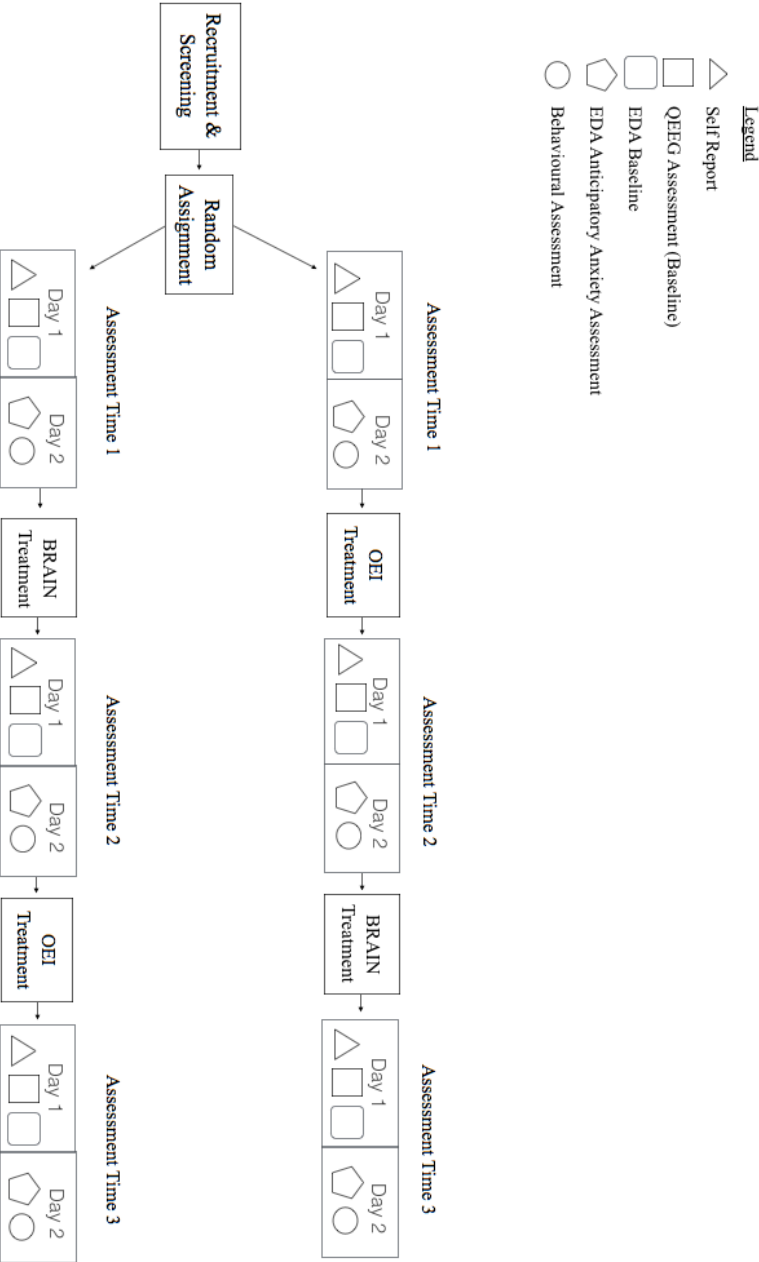 Legend
Self Report
QEEG Assessment (Baseline)
EDA Baseline
EDA Anticipatory Anxiety Assessment
Behavioural Assessment
Recruitment &
Screening
Random
Assignment
Assessment Time 1
Day 1
Day 2
OEI
Treatment
Assessment Time 2
Day 1
Day 2
BRAIN
Treatment
Assessment Time 3
Day 1
Day 2
Assessment Time 1
Day 1
Day 2
BRAIN
Treatment
Assessment Time 2
Day 1
Day 2
OEI
Treatment
Assessment Time 3
Day 1
Day 2